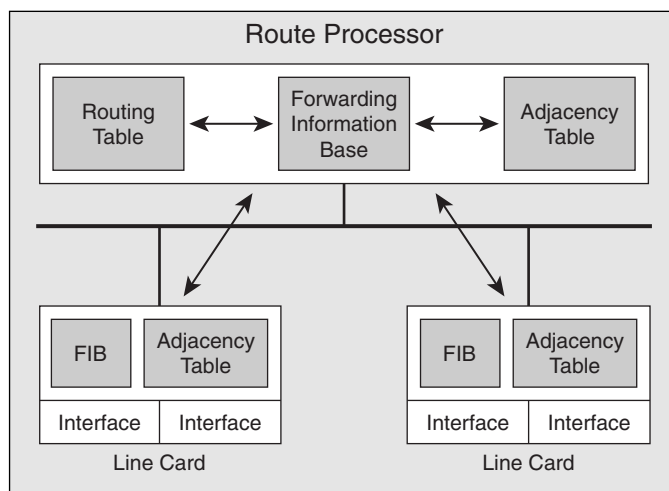 Route Processor
Routing
Table
Forwarding
Information
Base
Adjacency
Table
FIB
Adjacency
Table
Interface
Interface
Line Card
FIB
Adjacency
Table
Interface
Interface
Line Card